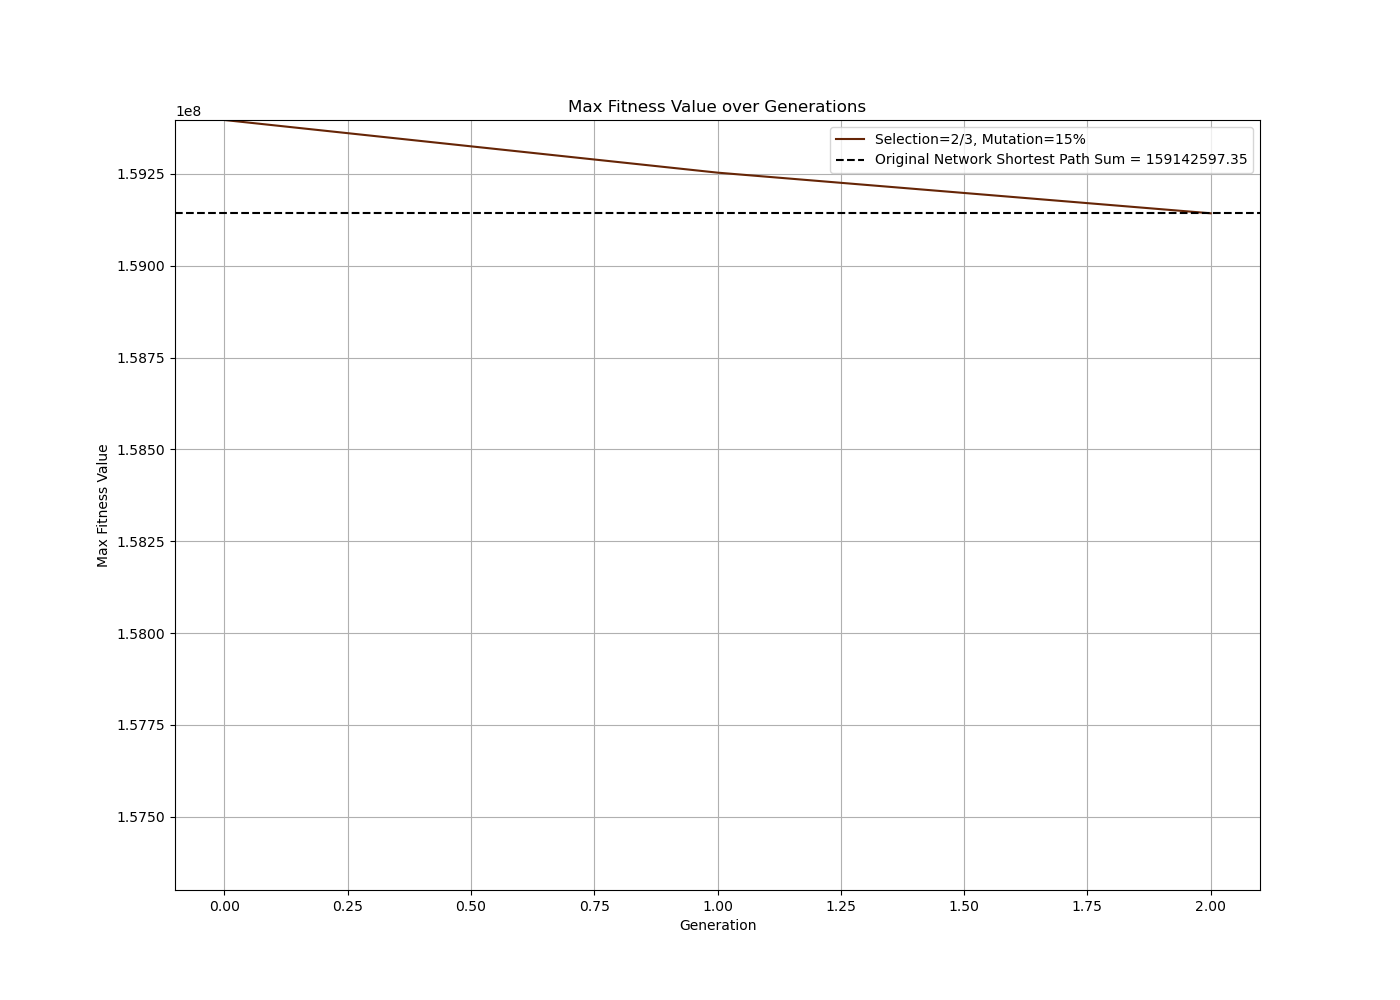 Max Fitness Value over Generations
1e8
Selection=2/3, Mutation=15%
Original Network Shortest Path Sum = 159142597.35
1.5925
1.5900
1.5875
1.5850
1.5825
1.5800
1.5775
1.5750
Max Fitness Value
0.00 0.25 0.50 0.75 1.00 1.25 1.50 1.75 2.00
Generation